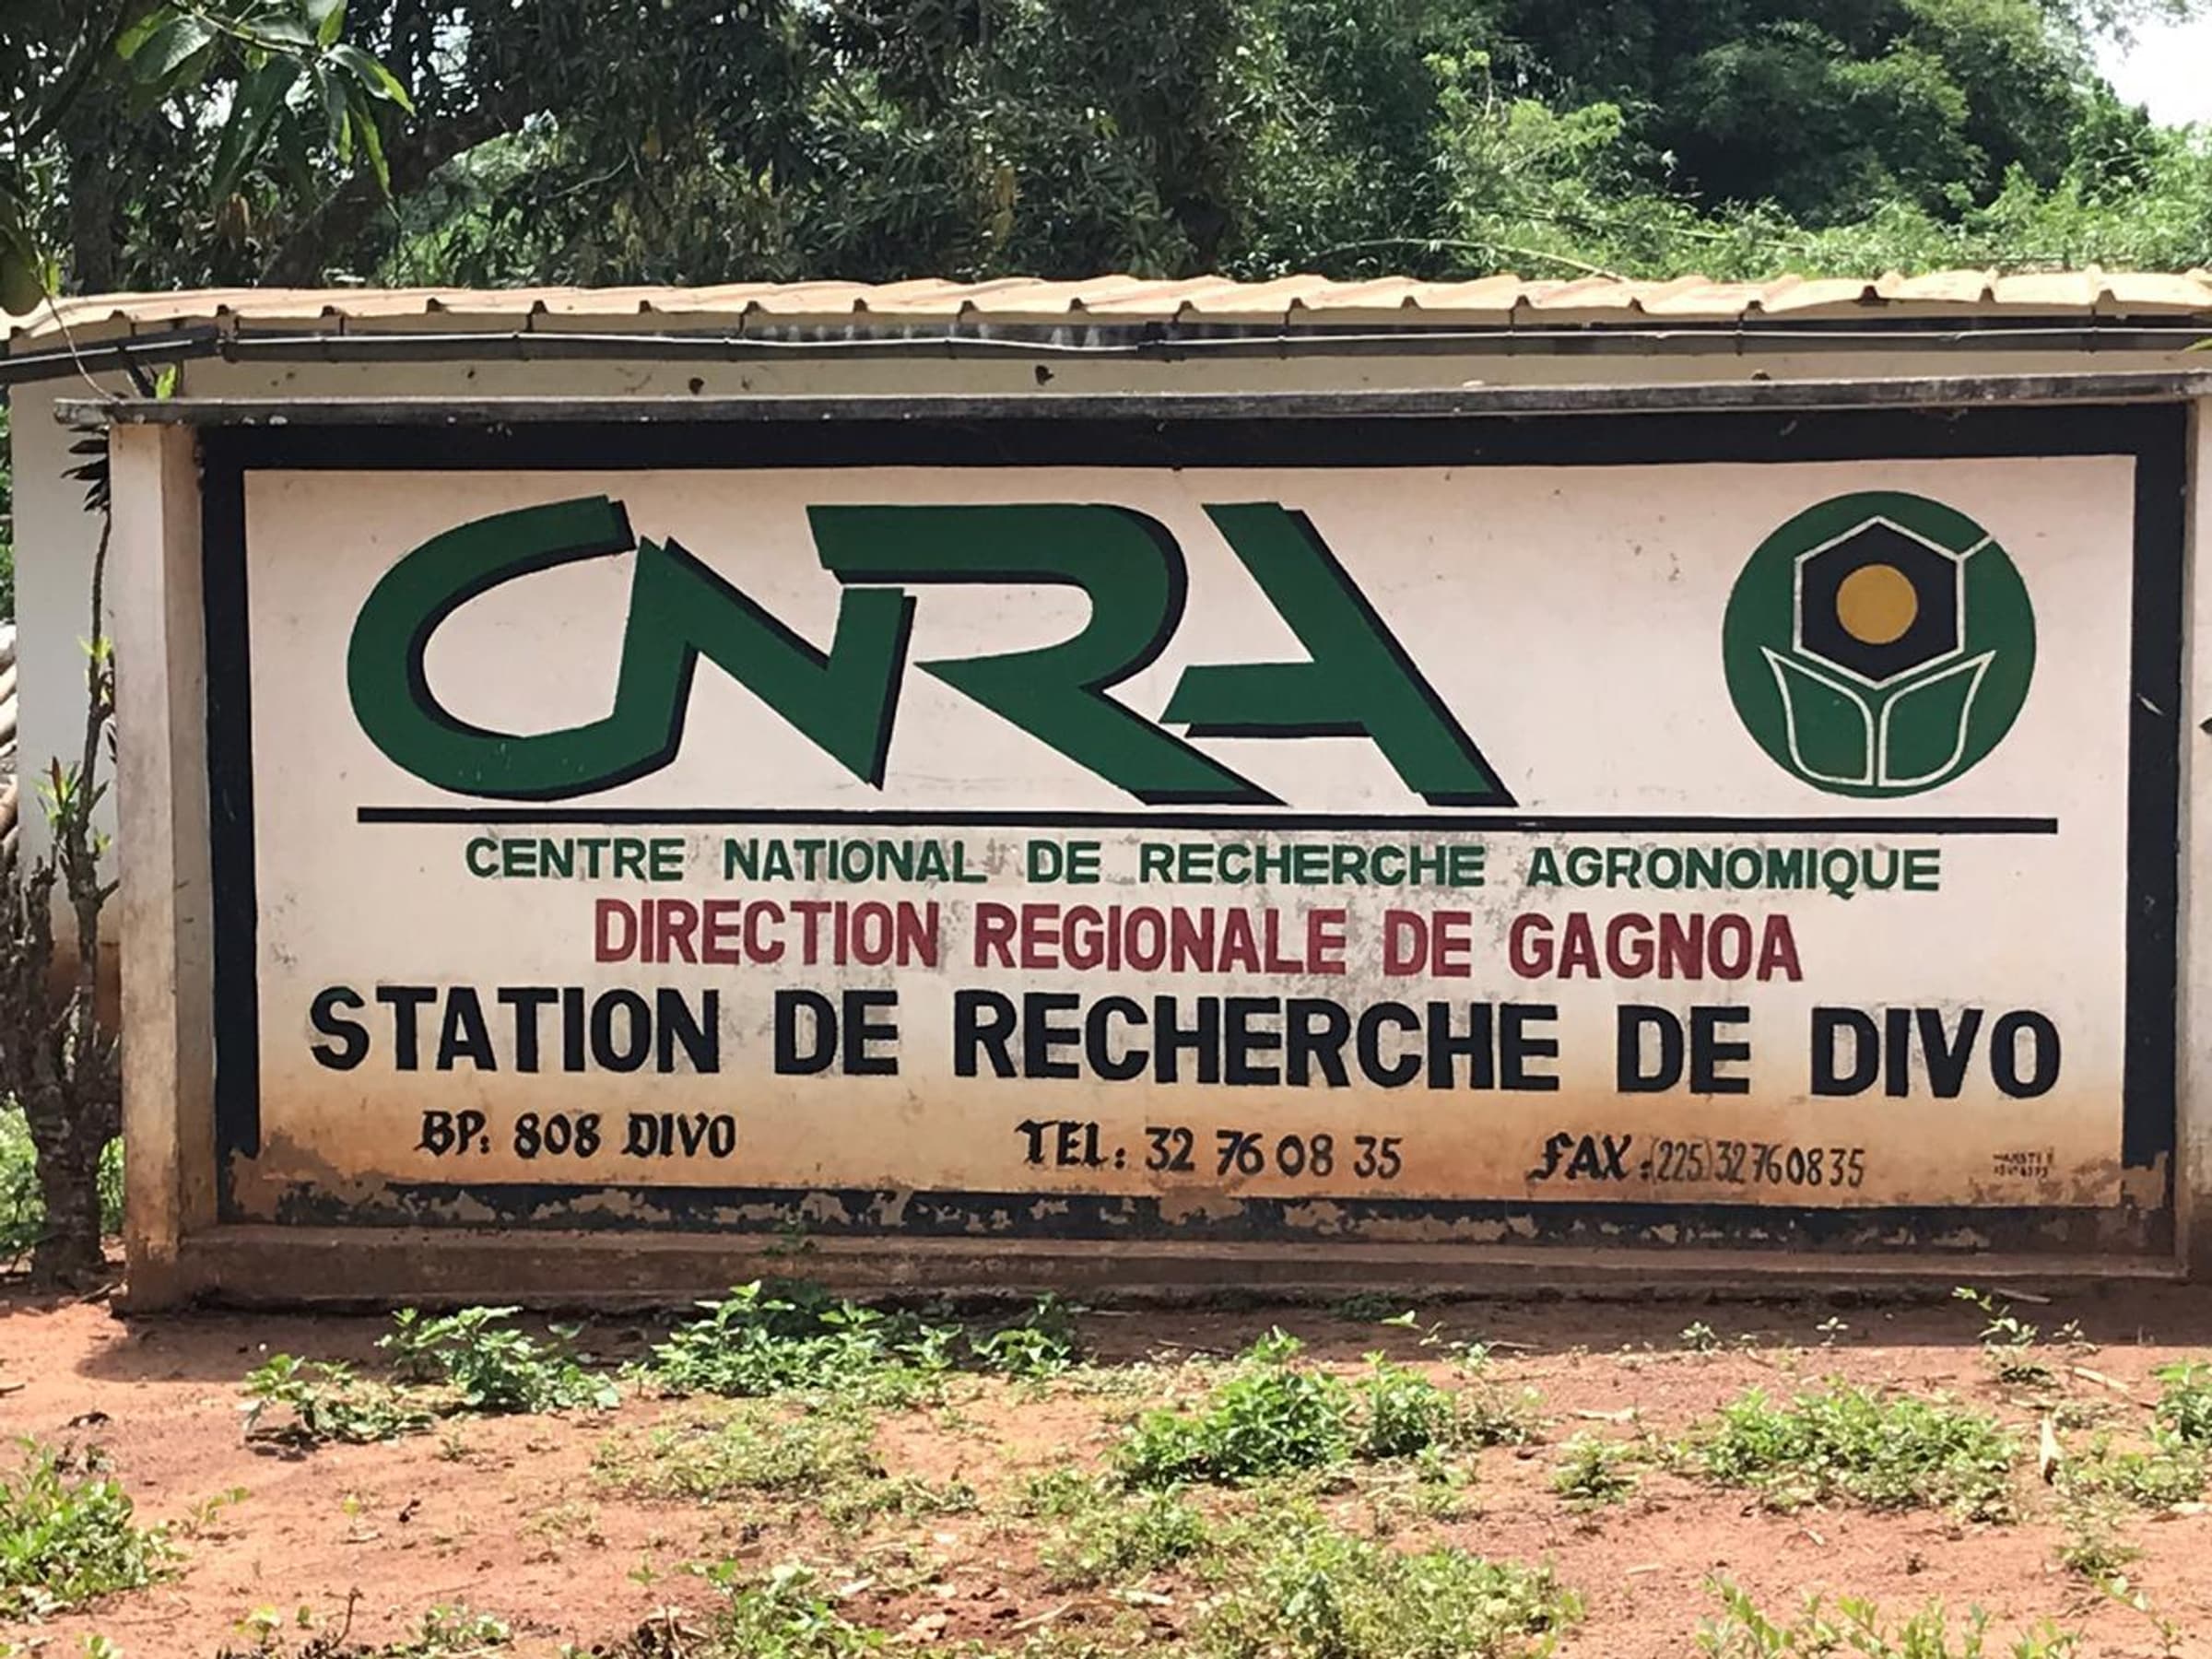 CNRA
CENTRE NATIONAL DE RECHERCHE AGRONOMIQUE
DIRECTION REGIONALE DE GAGNOA
STATION DE RECHERCHE DE DIVO
BP: 808 DIVO TEL: 32 76 08 35 FAX:(225)32760835